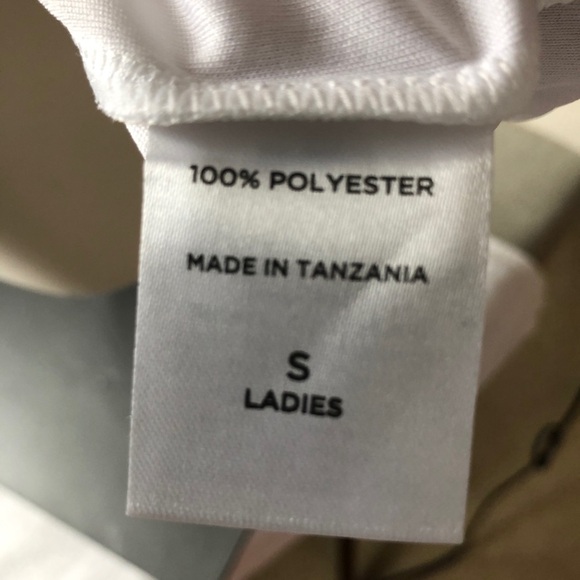 100% POLYESTER
MADE IN TANZANIA
S
LADIES